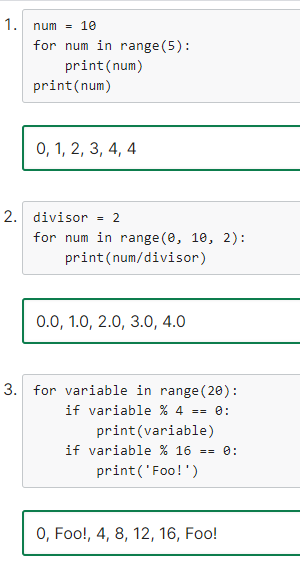 1. num = 10
for num in range(5):
    print(num)
print(num)
0, 1, 2, 3, 4, 4
2. divisor = 2
for num in range(0, 10, 2):
    print(num/divisor)
0.0, 1.0, 2.0, 3.0, 4.0
3. for variable in range(20):
    if variable % 4 == 0:
        print(variable)
    if variable % 16 == 0:
        print('Foo!')
0, Foo!, 4, 8, 12, 16, Foo!